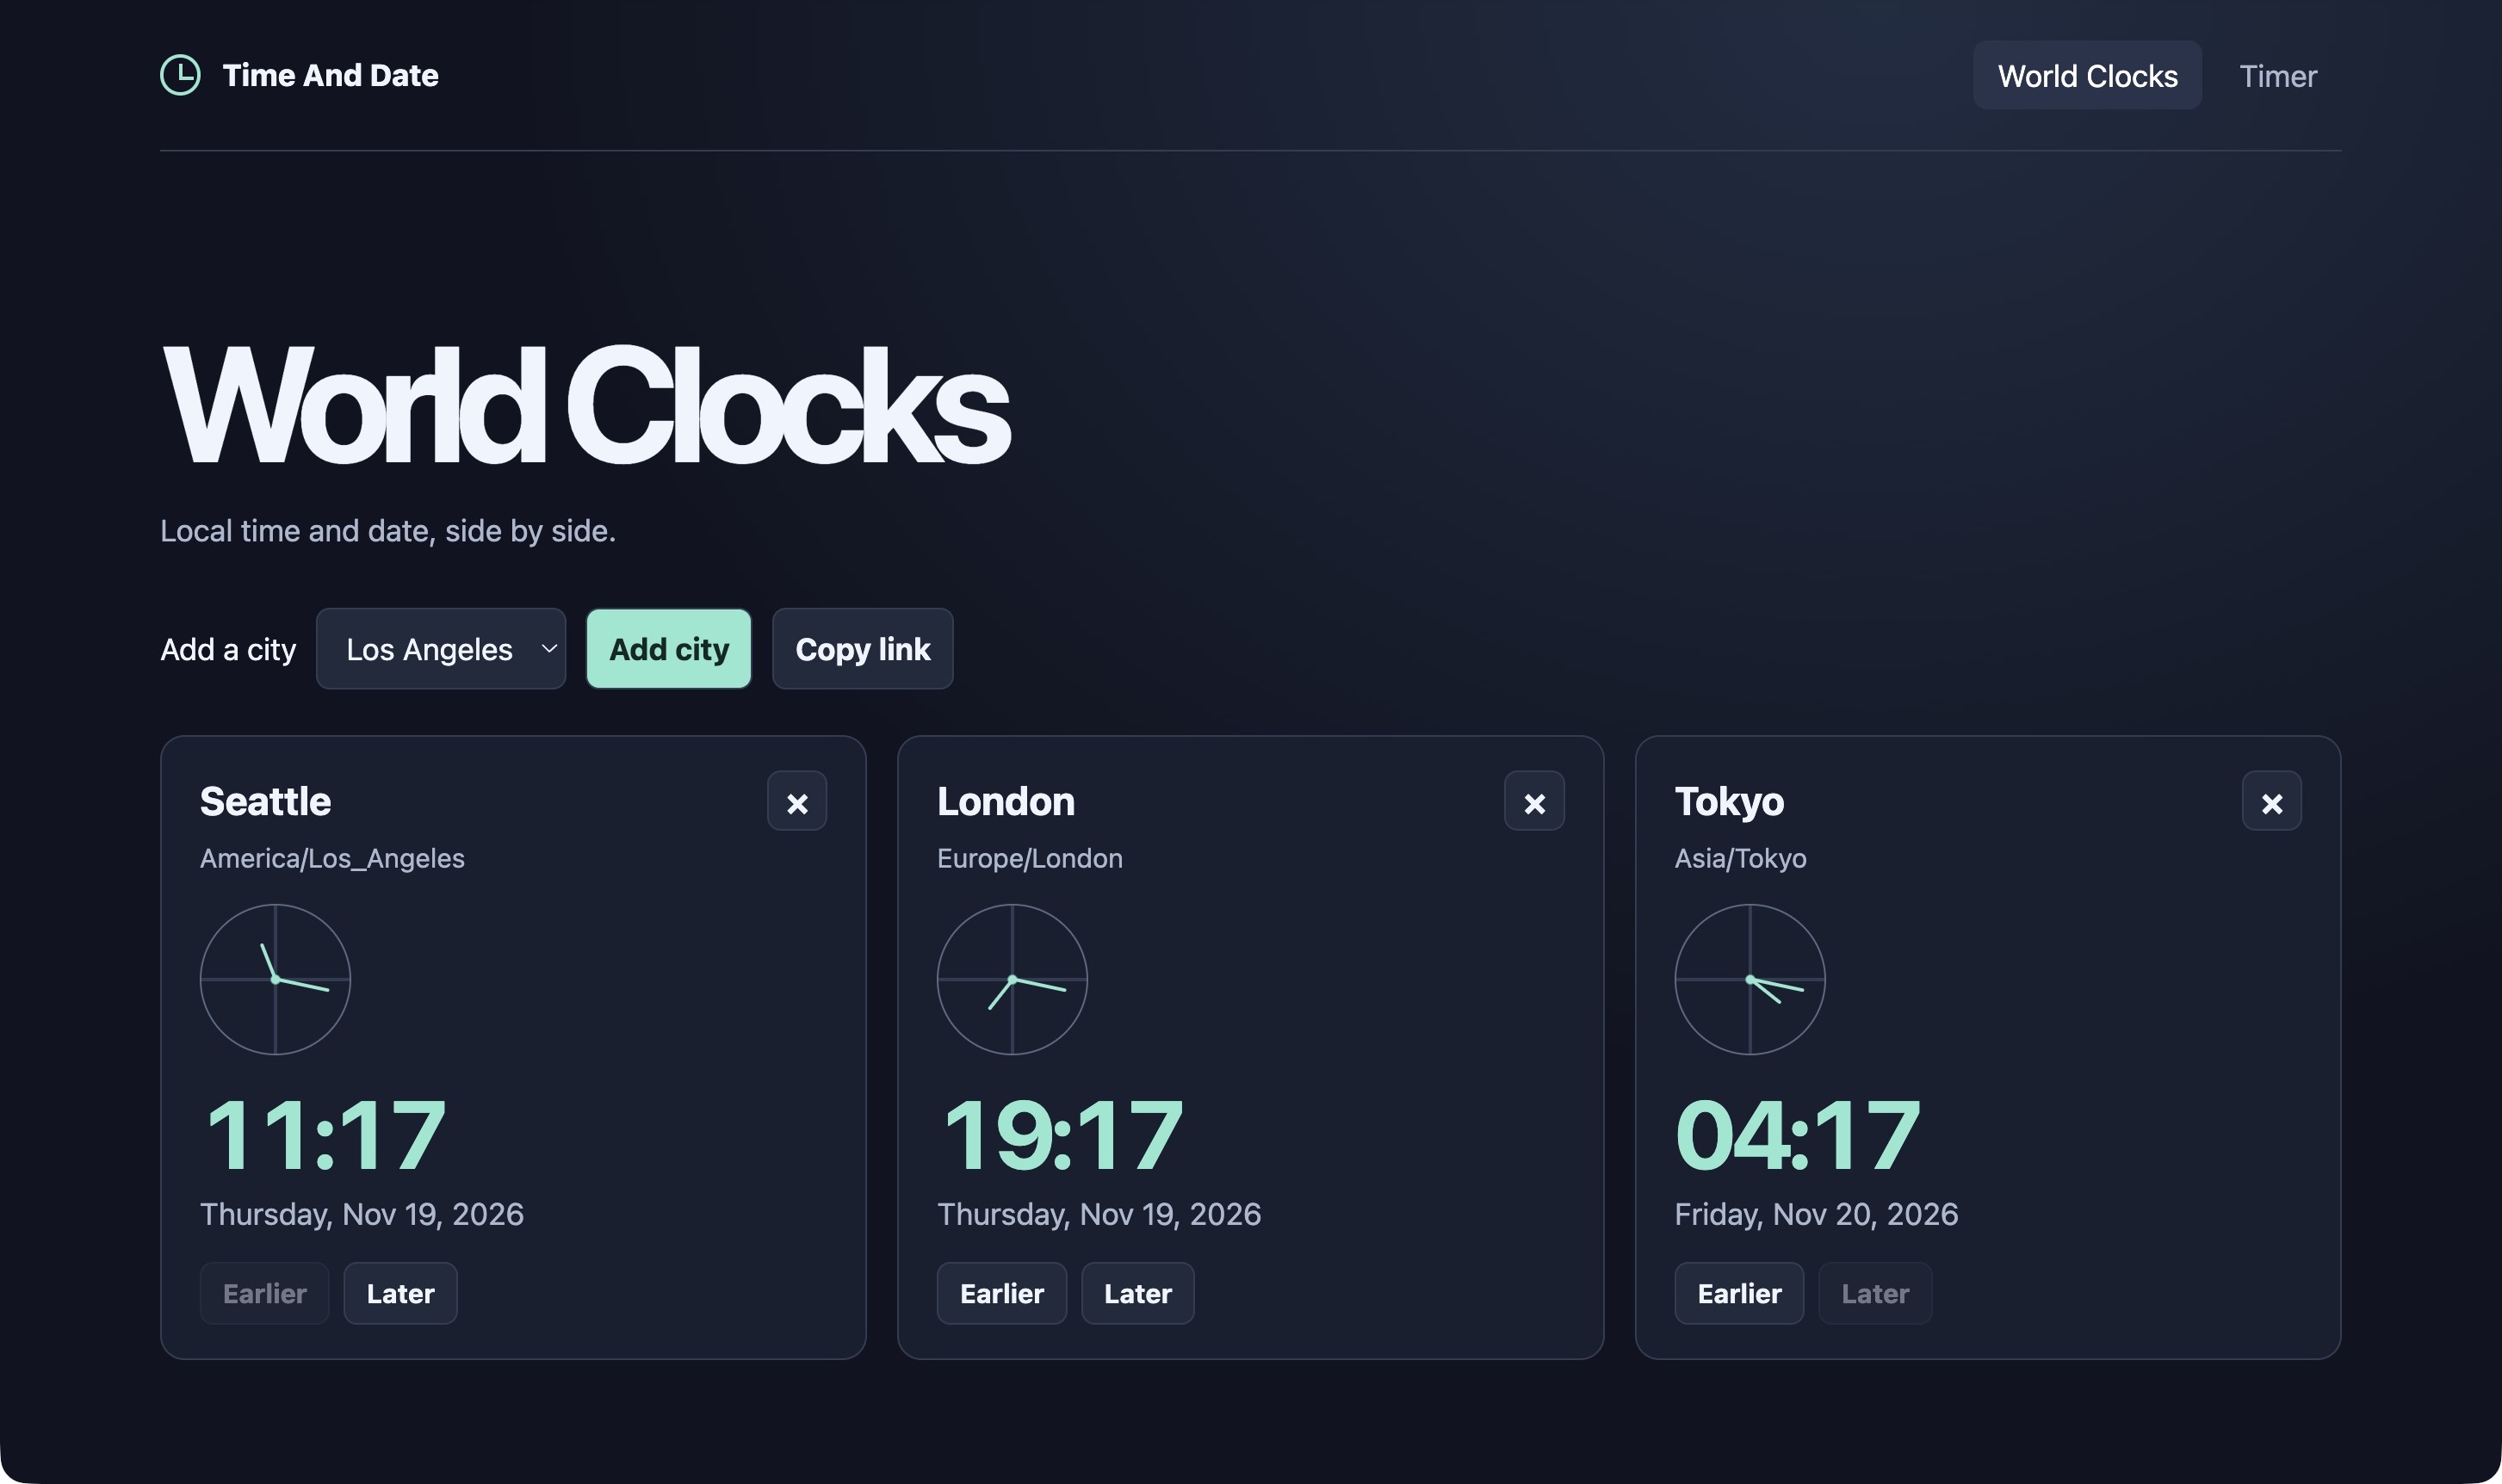 Time And Date
World Clocks
Timer
World Clocks
Local time and date, side by side.
Add a city
Los Angeles
Add city
Copy link
Seattle
×
America/Los_Angeles
11:17
Thursday, Nov 19, 2026
Earlier
Later
London
×
Europe/London
19:17
Thursday, Nov 19, 2026
Earlier
Later
Tokyo
×
Asia/Tokyo
04:17
Friday, Nov 20, 2026
Earlier
Later